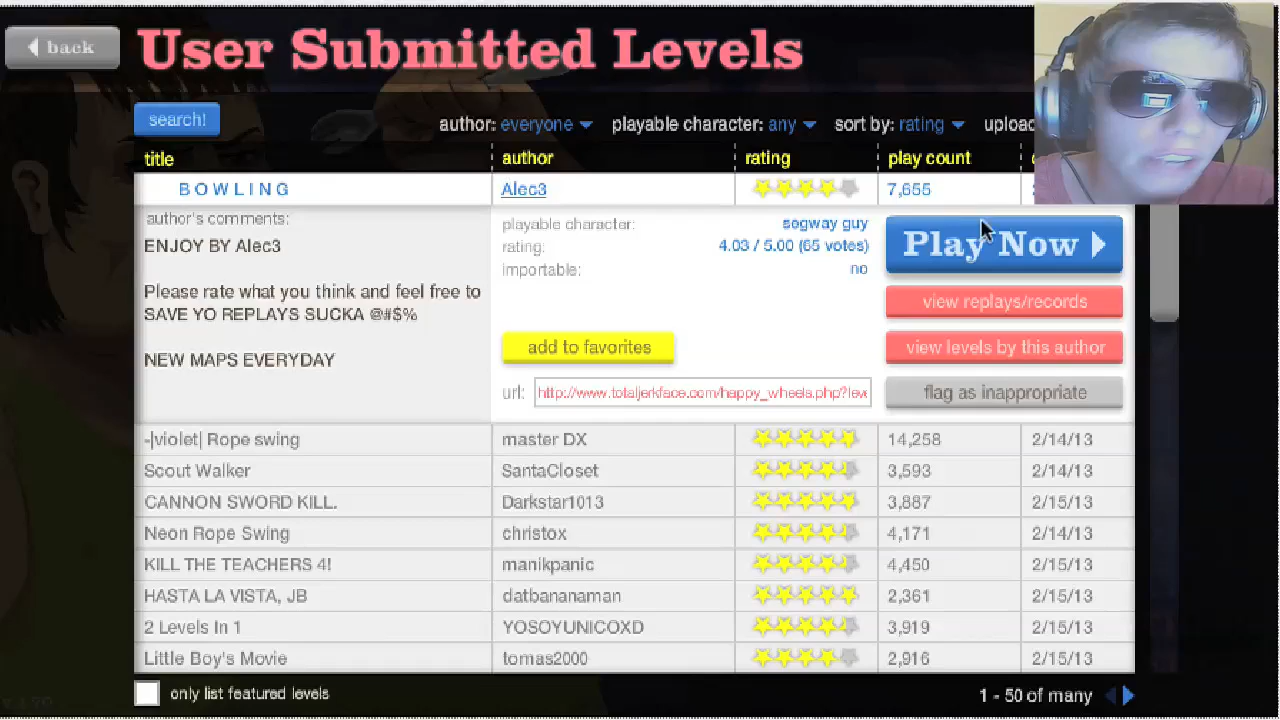 back
User Submitted Levels
search!
author: everyone playable character: any sort by: rating
title author rating play count
B O W L I N G Alec3 7,655
author's comments:
ENJOY BY Alec3
Please rate what you think and feel free to
SAVE YO REPLAYS SUCKA @#$%
NEW MAPS EVERYDAY
playable character: segway guy
rating: 4.03 / 5.00 (65 votes)
importable: no
add to favorites
url: http://www.totaljerkface.com/happy_wheels.php?leve
Play Now
view replays/records
view levels by this author
flag as inappropriate
-|violet| Rope swing master DX 14,258 2/14/13
Scout Walker SantaCloset 3,593 2/14/13
CANNON SWORD KILL. Darkstar1013 3,887 2/15/13
Neon Rope Swing christox 4,171 2/14/13
KILL THE TEACHERS 4! manikpanic 4,450 2/15/13
HASTA LA VISTA, JB datbananaman 2,361 2/15/13
2 Levels In 1 YOSOYUNICOXD 3,919 2/15/13
Little Boy's Movie tomas2000 2,916 2/15/13
only list featured levels
1 - 50 of many